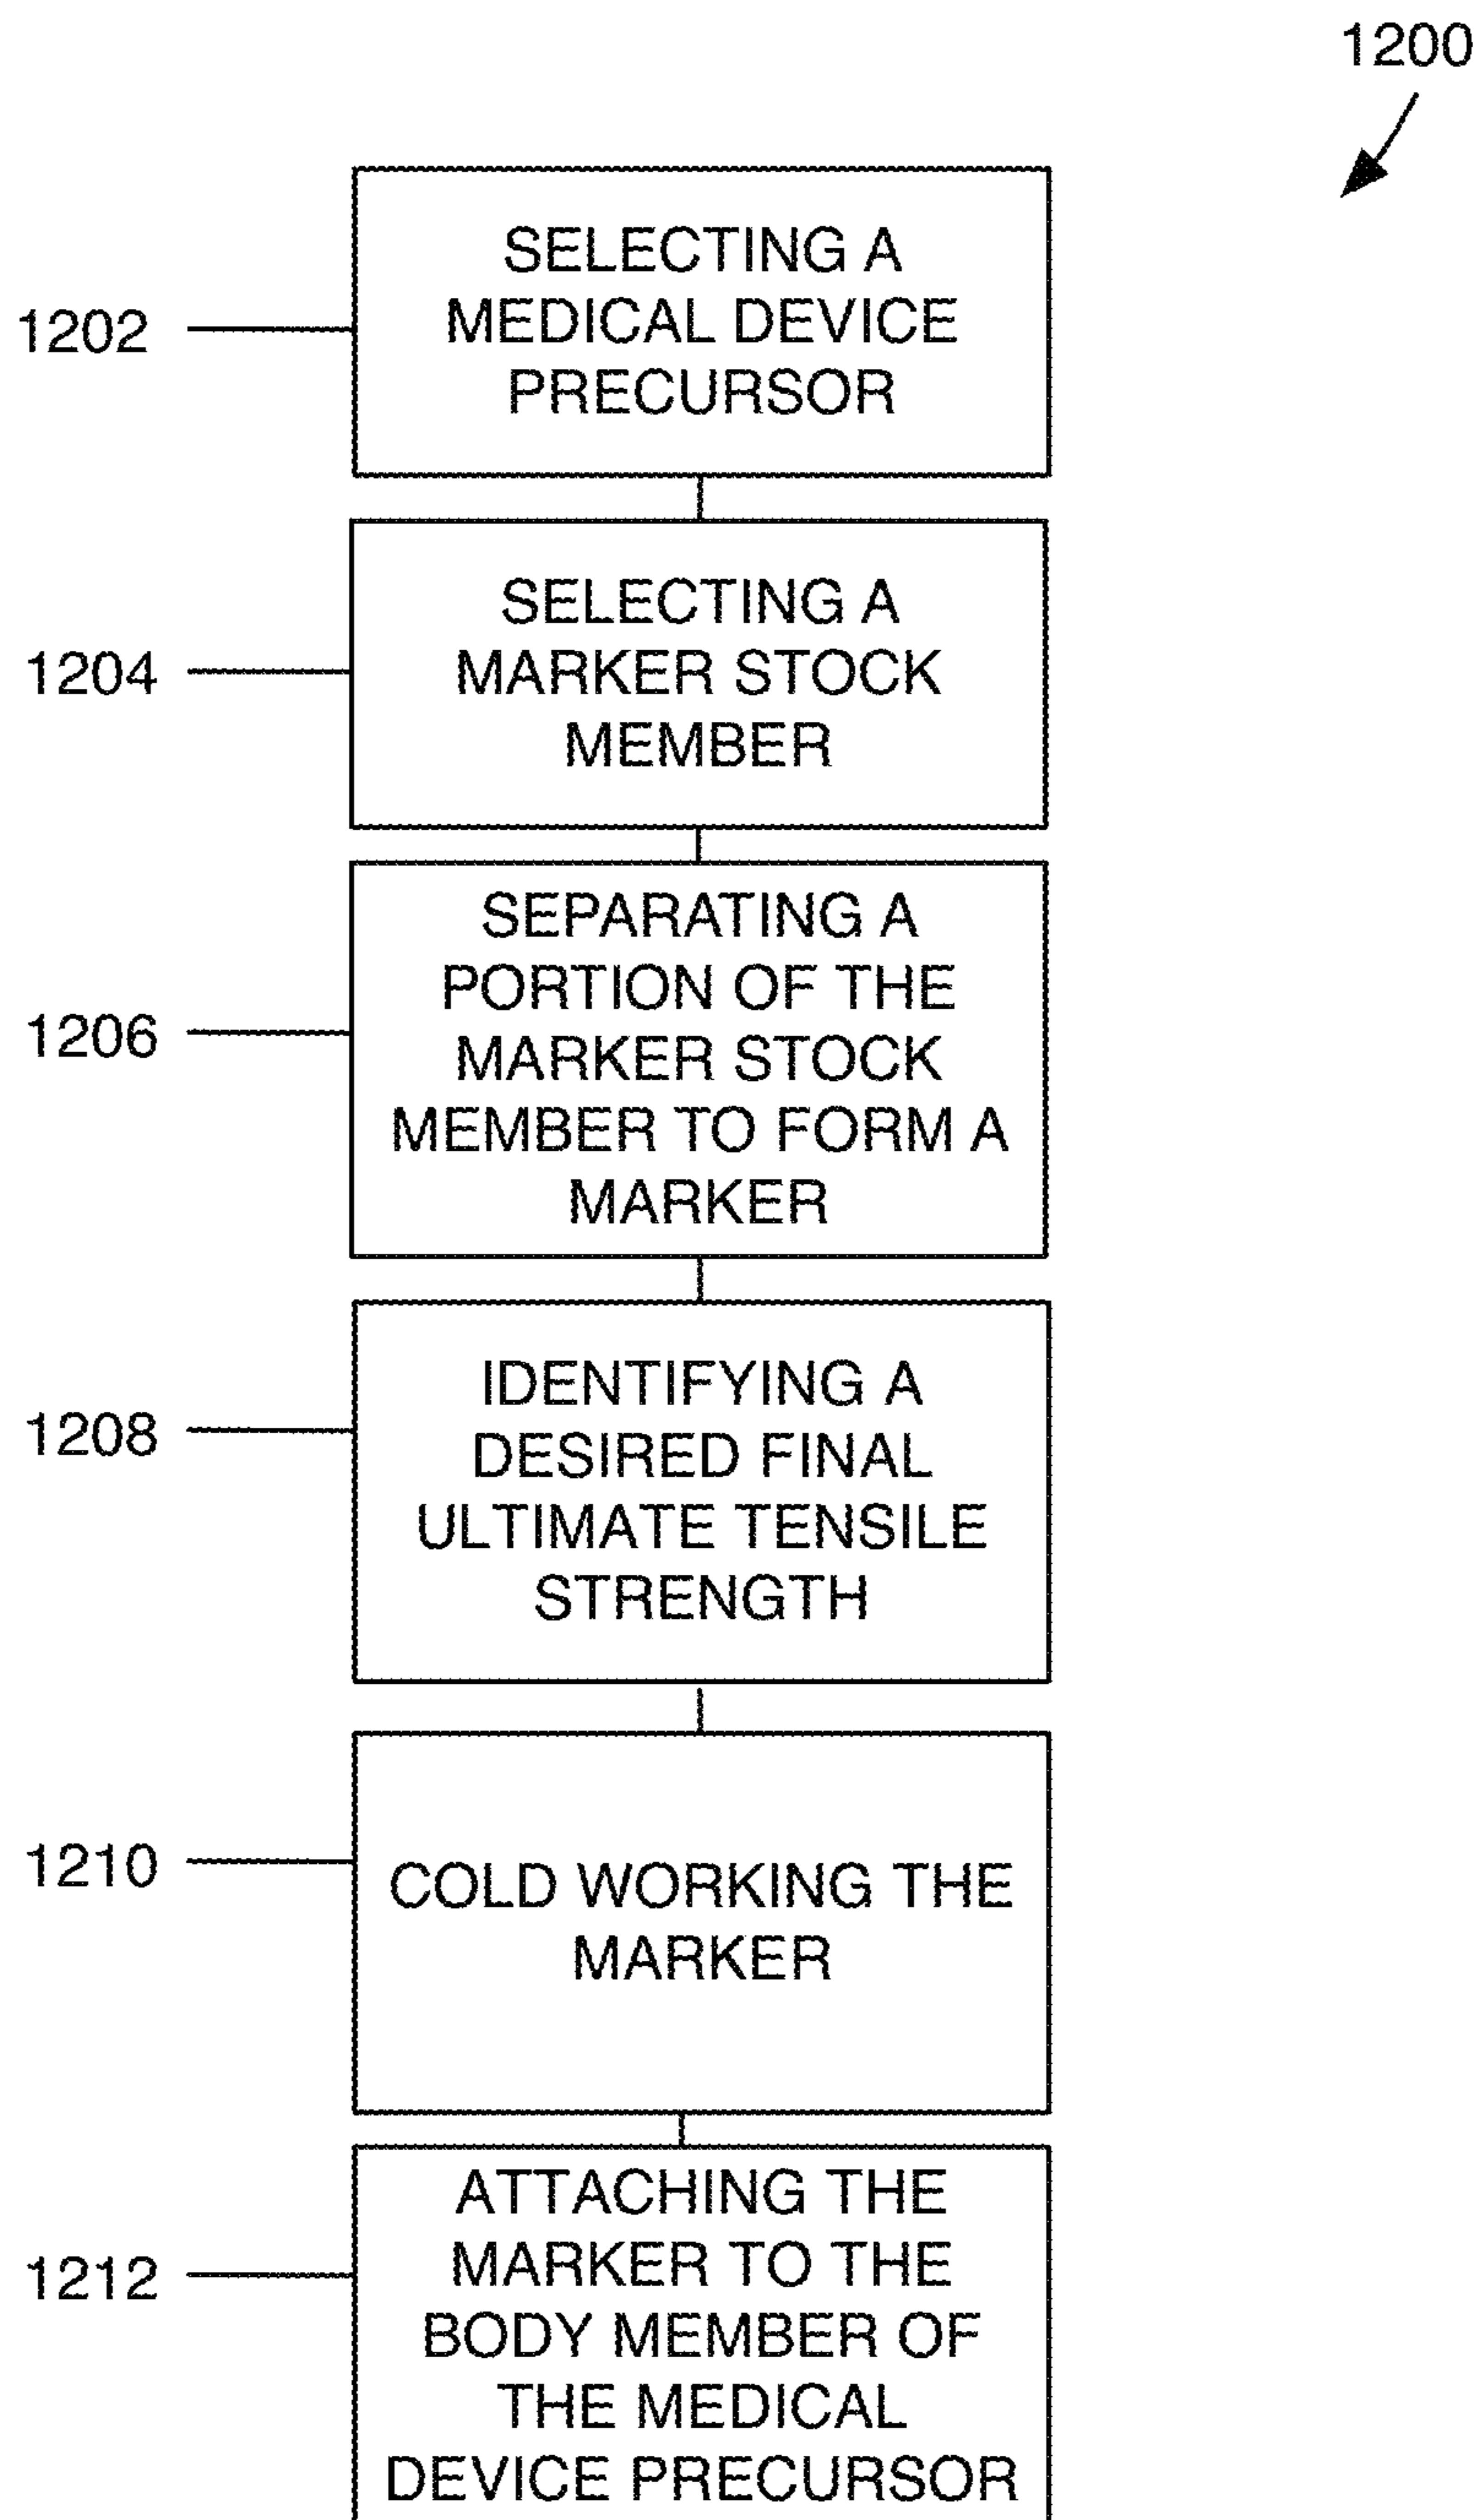 1200
SELECTING A
MEDICAL DEVICE
PRECURSOR
1202
SELECTING A
MARKER STOCK
MEMBER
1204
SEPARATING A
PORTION OF THE
MARKER STOCK
MEMBER TO FORM A
MARKER
1206
IDENTIFYING A
DESIRED FINAL
ULTIMATE TENSILE
STRENGTH
1208
COLD WORKING THE
MARKER
1210
ATTACHING THE
MARKER TO THE
BODY MEMBER OF
THE MEDICAL
DEVICE PRECURSOR
1212